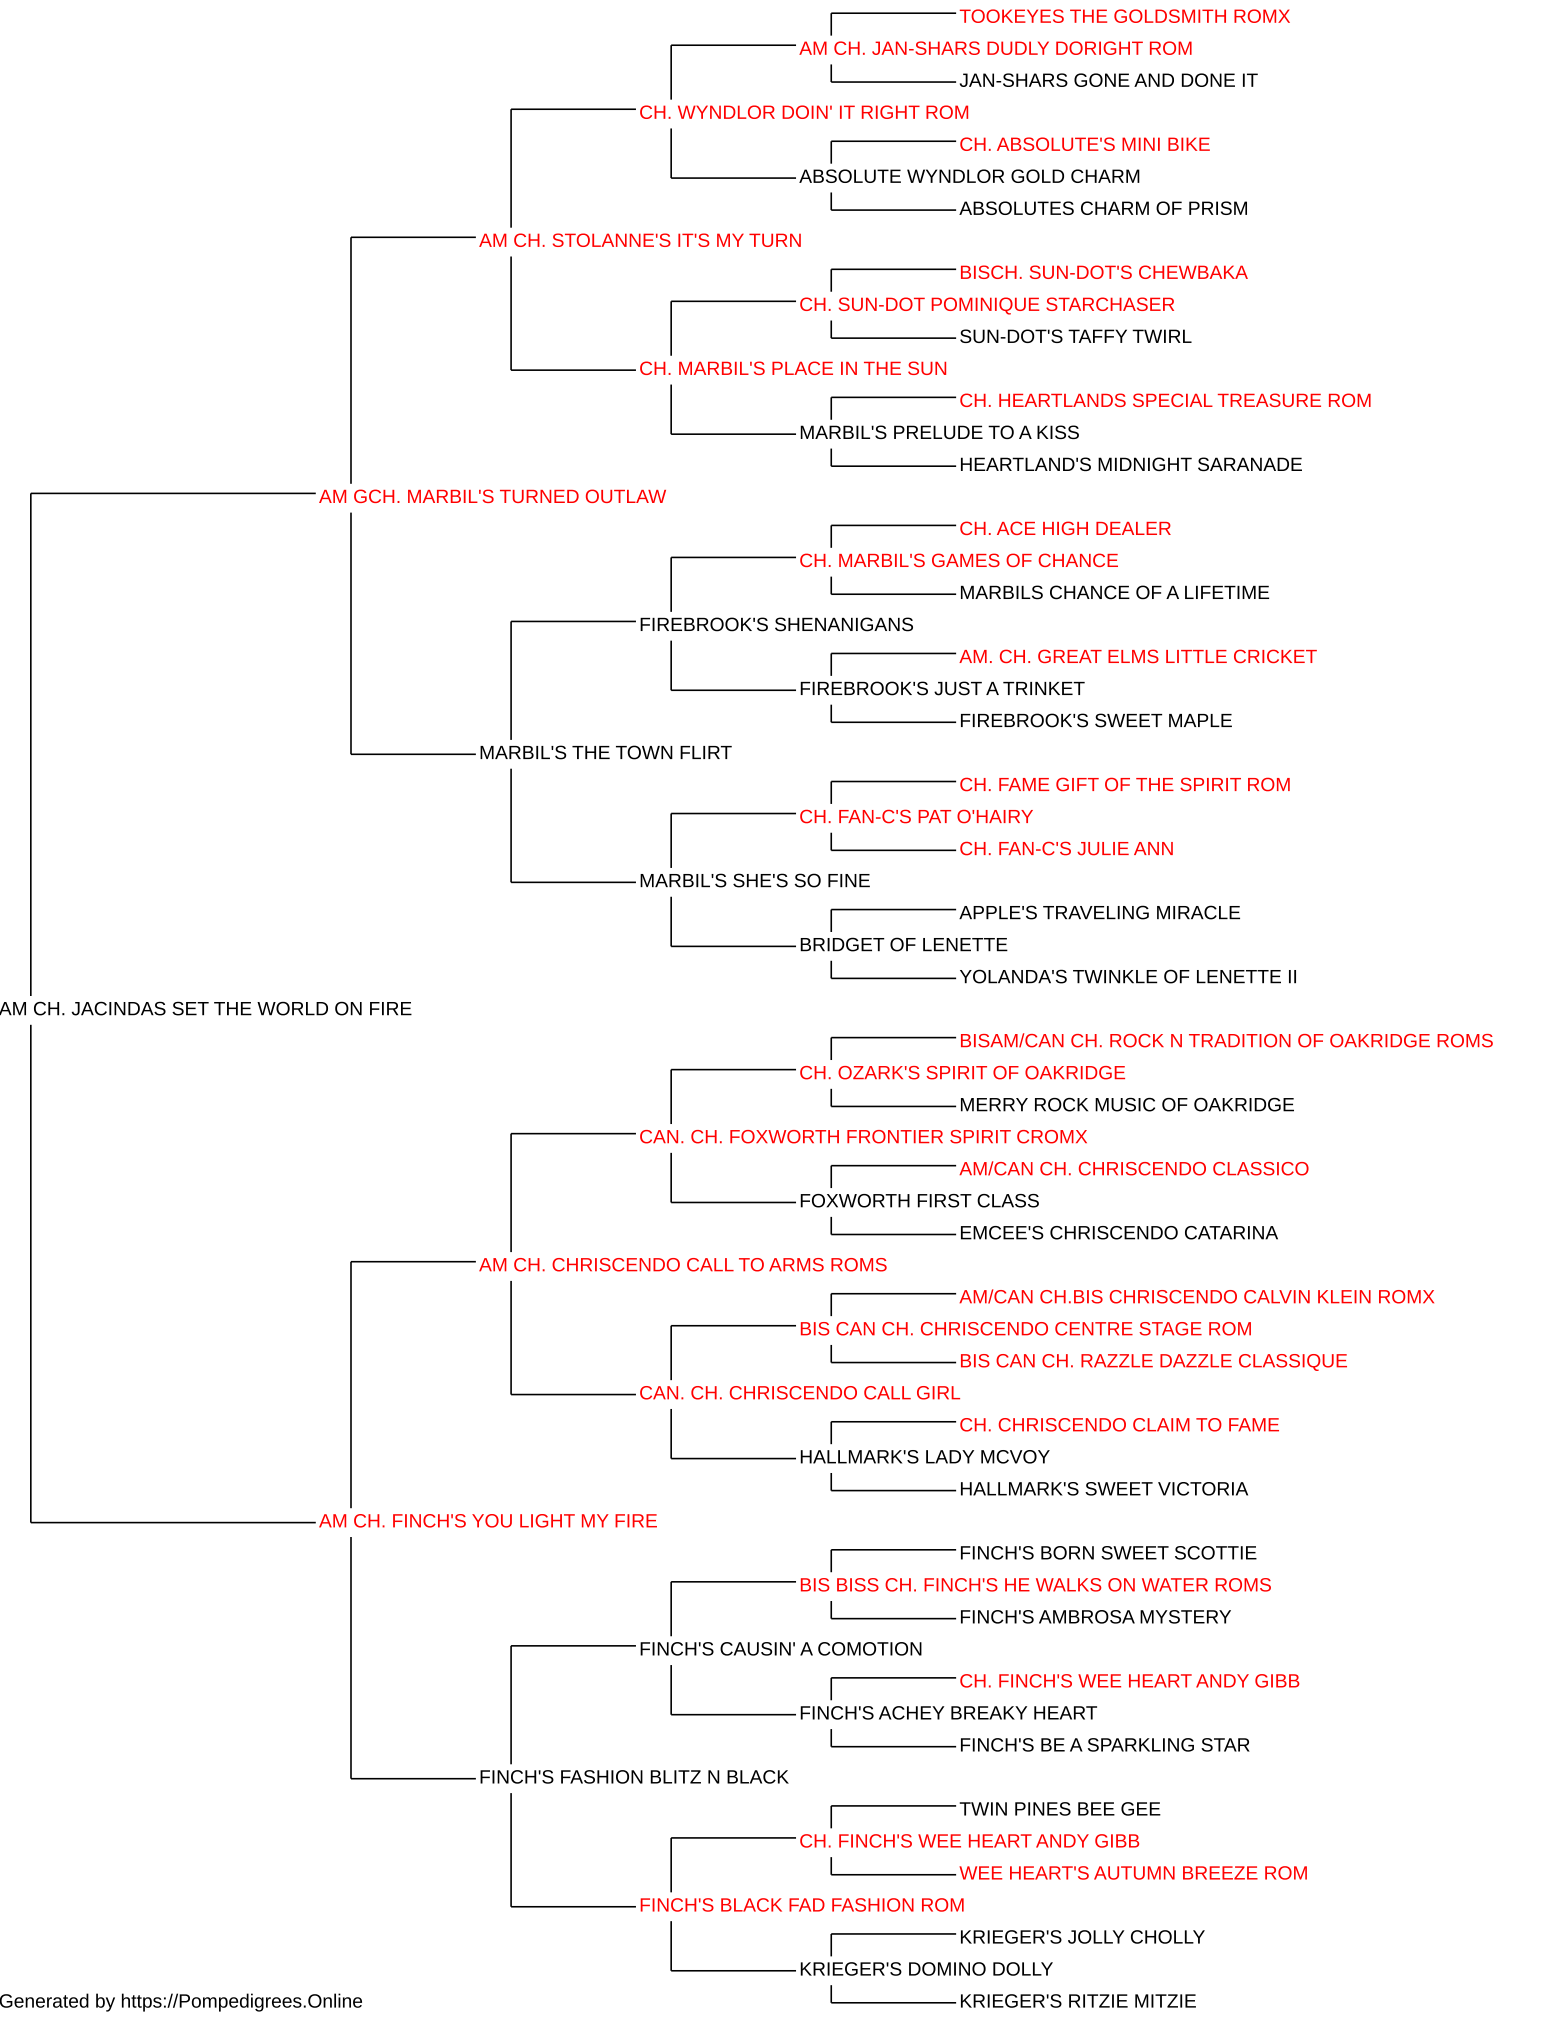 TOOKEYES THE GOLDSMITH ROMX
AM CH. JAN-SHARS DUDLY DORIGHT ROM
JAN-SHARS GONE AND DONE IT
CH. WYNDLOR DOIN' IT RIGHT ROM
CH. ABSOLUTE'S MINI BIKE
ABSOLUTE WYNDLOR GOLD CHARM
ABSOLUTES CHARM OF PRISM
AM CH. STOLANNE'S IT'S MY TURN
BISCH. SUN-DOT'S CHEWBAKA
CH. SUN-DOT POMINIQUE STARCHASER
SUN-DOT'S TAFFY TWIRL
CH. MARBIL'S PLACE IN THE SUN
CH. HEARTLANDS SPECIAL TREASURE ROM
MARBIL'S PRELUDE TO A KISS
HEARTLAND'S MIDNIGHT SARANADE
AM GCH. MARBIL'S TURNED OUTLAW
CH. ACE HIGH DEALER
CH. MARBIL'S GAMES OF CHANCE
MARBILS CHANCE OF A LIFETIME
FIREBROOK'S SHENANIGANS
AM. CH. GREAT ELMS LITTLE CRICKET
FIREBROOK'S JUST A TRINKET
FIREBROOK'S SWEET MAPLE
MARBIL'S THE TOWN FLIRT
CH. FAME GIFT OF THE SPIRIT ROM
CH. FAN-C'S PAT O'HAIRY
CH. FAN-C'S JULIE ANN
MARBIL'S SHE'S SO FINE
APPLE'S TRAVELING MIRACLE
BRIDGET OF LENETTE
YOLANDA'S TWINKLE OF LENETTE II
AM CH. JACINDAS SET THE WORLD ON FIRE
BISAM/CAN CH. ROCK N TRADITION OF OAKRIDGE ROMS
CH. OZARK'S SPIRIT OF OAKRIDGE
MERRY ROCK MUSIC OF OAKRIDGE
CAN. CH. FOXWORTH FRONTIER SPIRIT CROMX
AM/CAN CH. CHRISCENDO CLASSICO
FOXWORTH FIRST CLASS
EMCEE'S CHRISCENDO CATARINA
AM CH. CHRISCENDO CALL TO ARMS ROMS
AM/CAN CH.BIS CHRISCENDO CALVIN KLEIN ROMX
BIS CAN CH. CHRISCENDO CENTRE STAGE ROM
BIS CAN CH. RAZZLE DAZZLE CLASSIQUE
CAN. CH. CHRISCENDO CALL GIRL
CH. CHRISCENDO CLAIM TO FAME
HALLMARK'S LADY MCVOY
HALLMARK'S SWEET VICTORIA
AM CH. FINCH'S YOU LIGHT MY FIRE
FINCH'S BORN SWEET SCOTTIE
BIS BISS CH. FINCH'S HE WALKS ON WATER ROMS
FINCH'S AMBROSA MYSTERY
FINCH'S CAUSIN' A COMOTION
CH. FINCH'S WEE HEART ANDY GIBB
FINCH'S ACHEY BREAKY HEART
FINCH'S BE A SPARKLING STAR
FINCH'S FASHION BLITZ N BLACK
TWIN PINES BEE GEE
CH. FINCH'S WEE HEART ANDY GIBB
WEE HEART'S AUTUMN BREEZE ROM
FINCH'S BLACK FAD FASHION ROM
KRIEGER'S JOLLY CHOLLY
KRIEGER'S DOMINO DOLLY
KRIEGER'S RITZIE MITZIE
Generated by https://Pompedigrees.Online